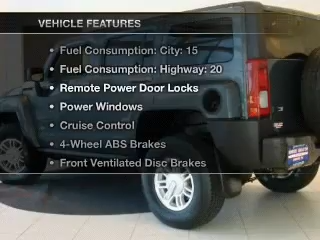 VEHICLE FEATURES
• Fuel Consumption: City: 15
• Fuel Consumption: Highway: 20
• Remote Power Door Locks
• Power Windows
• Cruise Control
• 4-Wheel ABS Brakes
• Front Ventilated Disc Brakes